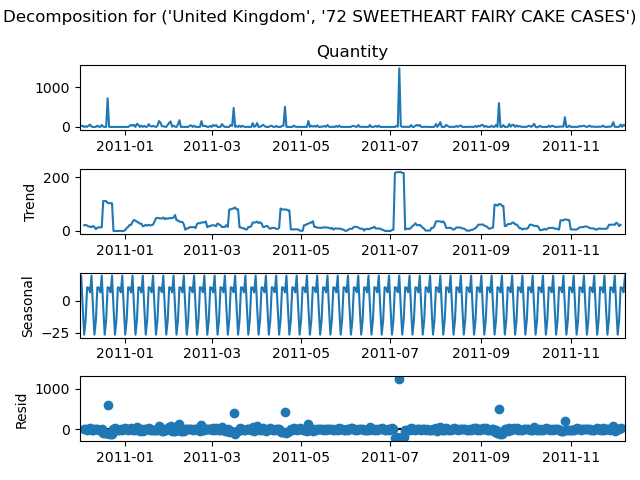 Decomposition for ('United Kingdom', '72 SWEETHEART FAIRY CAKE CASES')
Quantity
1000
0
2011-01 2011-03 2011-05 2011-07 2011-09 2011-11
Trend
200
0
2011-01 2011-03 2011-05 2011-07 2011-09 2011-11
Seasonal
0
−25
2011-01 2011-03 2011-05 2011-07 2011-09 2011-11
Resid
1000
0
2011-01 2011-03 2011-05 2011-07 2011-09 2011-11